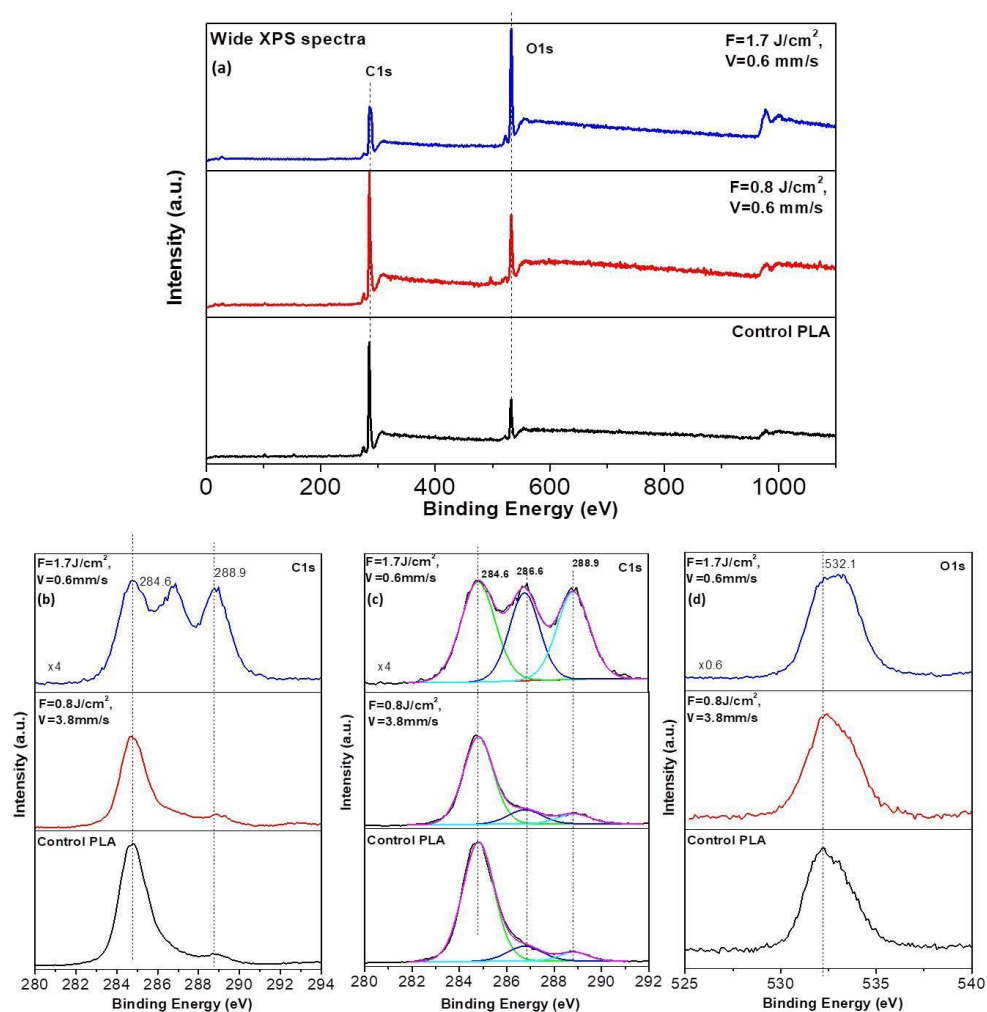 Wide XPS spectra
(a)
C1s
O1s
F=1.7 J/cm²,
V=0.6 mm/s
F=0.8 J/cm²,
V=0.6 mm/s
Control PLA
Intensity (a.u.)
0 200 400 600 800 1000
Binding Energy (eV)
F=1.7J/cm²,
V=0.6mm/s
(b)
284.6
288.9
C1s
x4
F=0.8J/cm²,
V=3.8mm/s
Control PLA
Intensity (a.u.)
280 282 284 286 288 290 292 294
Binding Energy (eV)
F=1.7J/cm²,
V=0.6mm/s
(c)
284.6
286.6
288.9
C1s
x4
F=0.8J/cm²,
V=3.8mm/s
Control PLA
Intensity (a.u.)
280 282 284 286 288 290 292
Binding Energy (eV)
F=1.7J/cm²,
V=0.6mm/s
(d)
532.1
O1s
x0.6
F=0.8J/cm²,
V=3.8mm/s
Control PLA
Intensity (a.u.)
525 530 535 540
Binding Energy (eV)